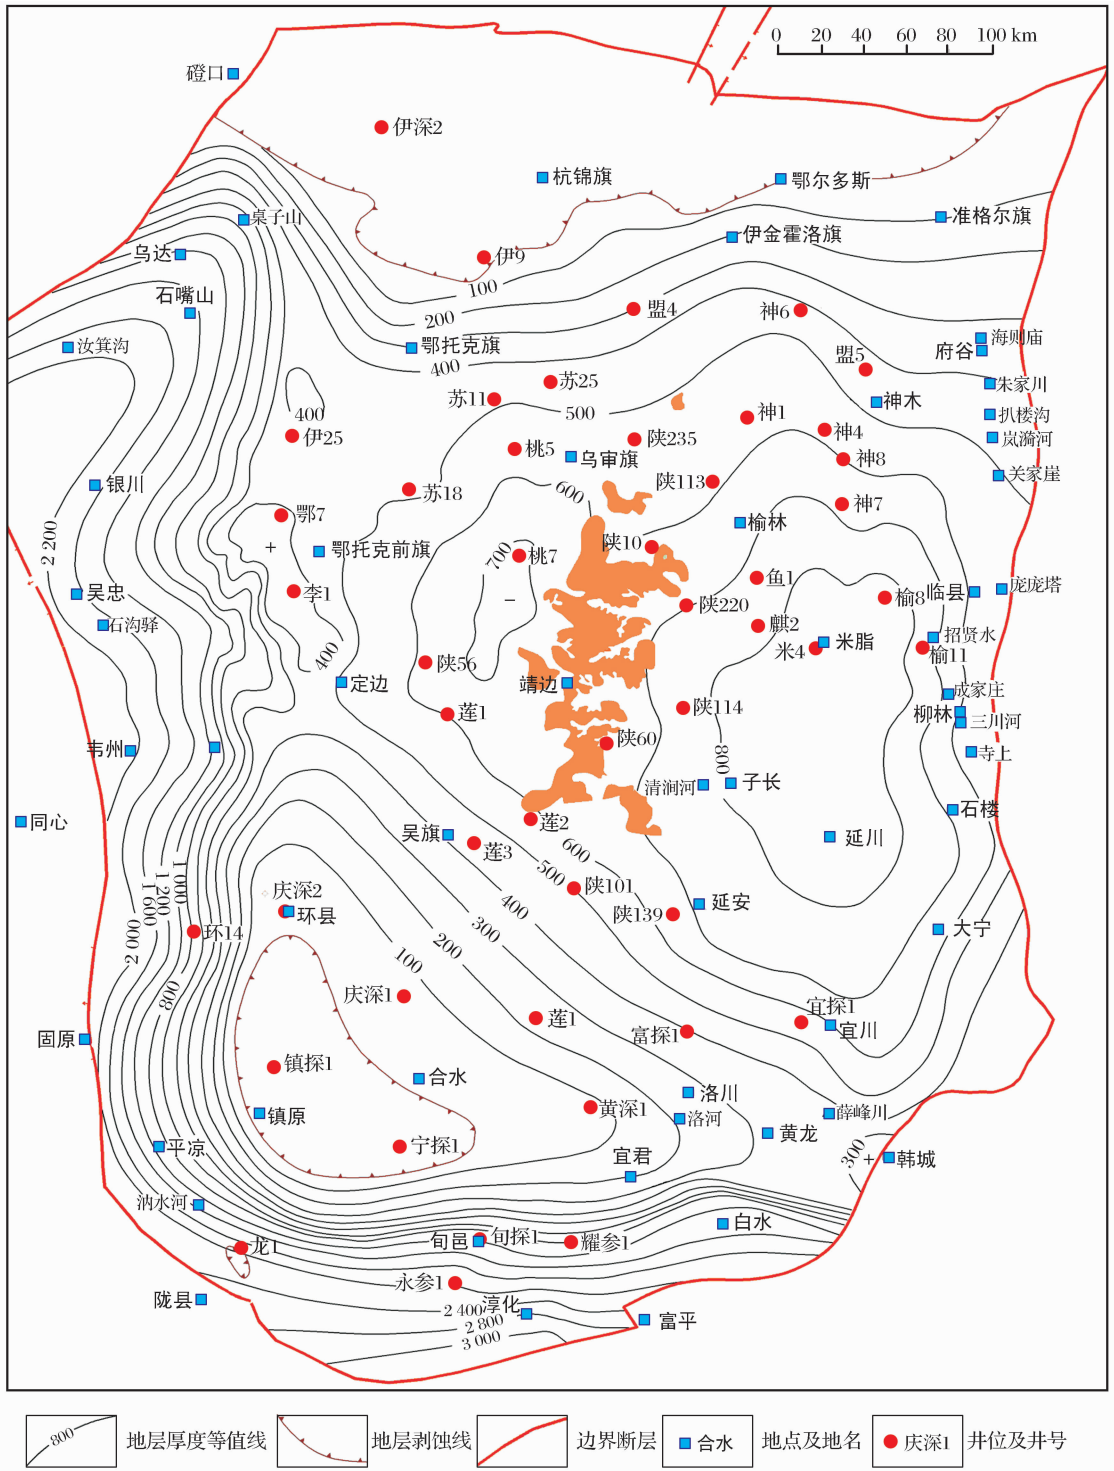 0 20 40 60 80 100 km
磴口
伊深2
杭锦旗
鄂尔多斯
准格尔旗
桌子山
伊金霍洛旗
乌达
伊9
100
石嘴山
200
盟4
神6
海则庙
汝箕沟
鄂托克旗
盟5
府谷
400
苏25
朱家川
苏11
400
500
神1
神木
扒楼沟
伊25
桃5
陕235
神4
岚漪河
乌审旗
神8
关家崖
银川
苏18
600
陕113
神7
鄂7
榆林
2 200
鄂托克前旗
700
桃7
陕10
+
鱼1
吴忠
李1
−
陕220
榆8
临县
庞庞塔
石沟驿
麒2
招贤水
400
陕56
米4
米脂
榆11
定边
靖边
成家庄
莲1
陕114
柳林
三川河
韦州
陕60
800
寺上
清涧河
子长
同心
吴旗
莲2
石楼
莲3
600
延川
1 000
1 200
1 600
500
庆深2
环县
400
陕101
延安
陕139
环14
300
大宁
2 000
200
100
800
庆深1
宜探1
固原
莲1
富探1
宜川
镇探1
合水
洛川
镇原
黄深1
洛河
薛峰川
黄龙
平凉
宁探1
300
+
韩城
宜君
汭水河
白水
龙1
旬邑
旬探1
耀参1
永参1
陇县
2 400
淳化
2 800
富平
3 000
800
地层厚度等值线
地层剥蚀线
边界断层
合水
地点及地名
庆深1
井位及井号